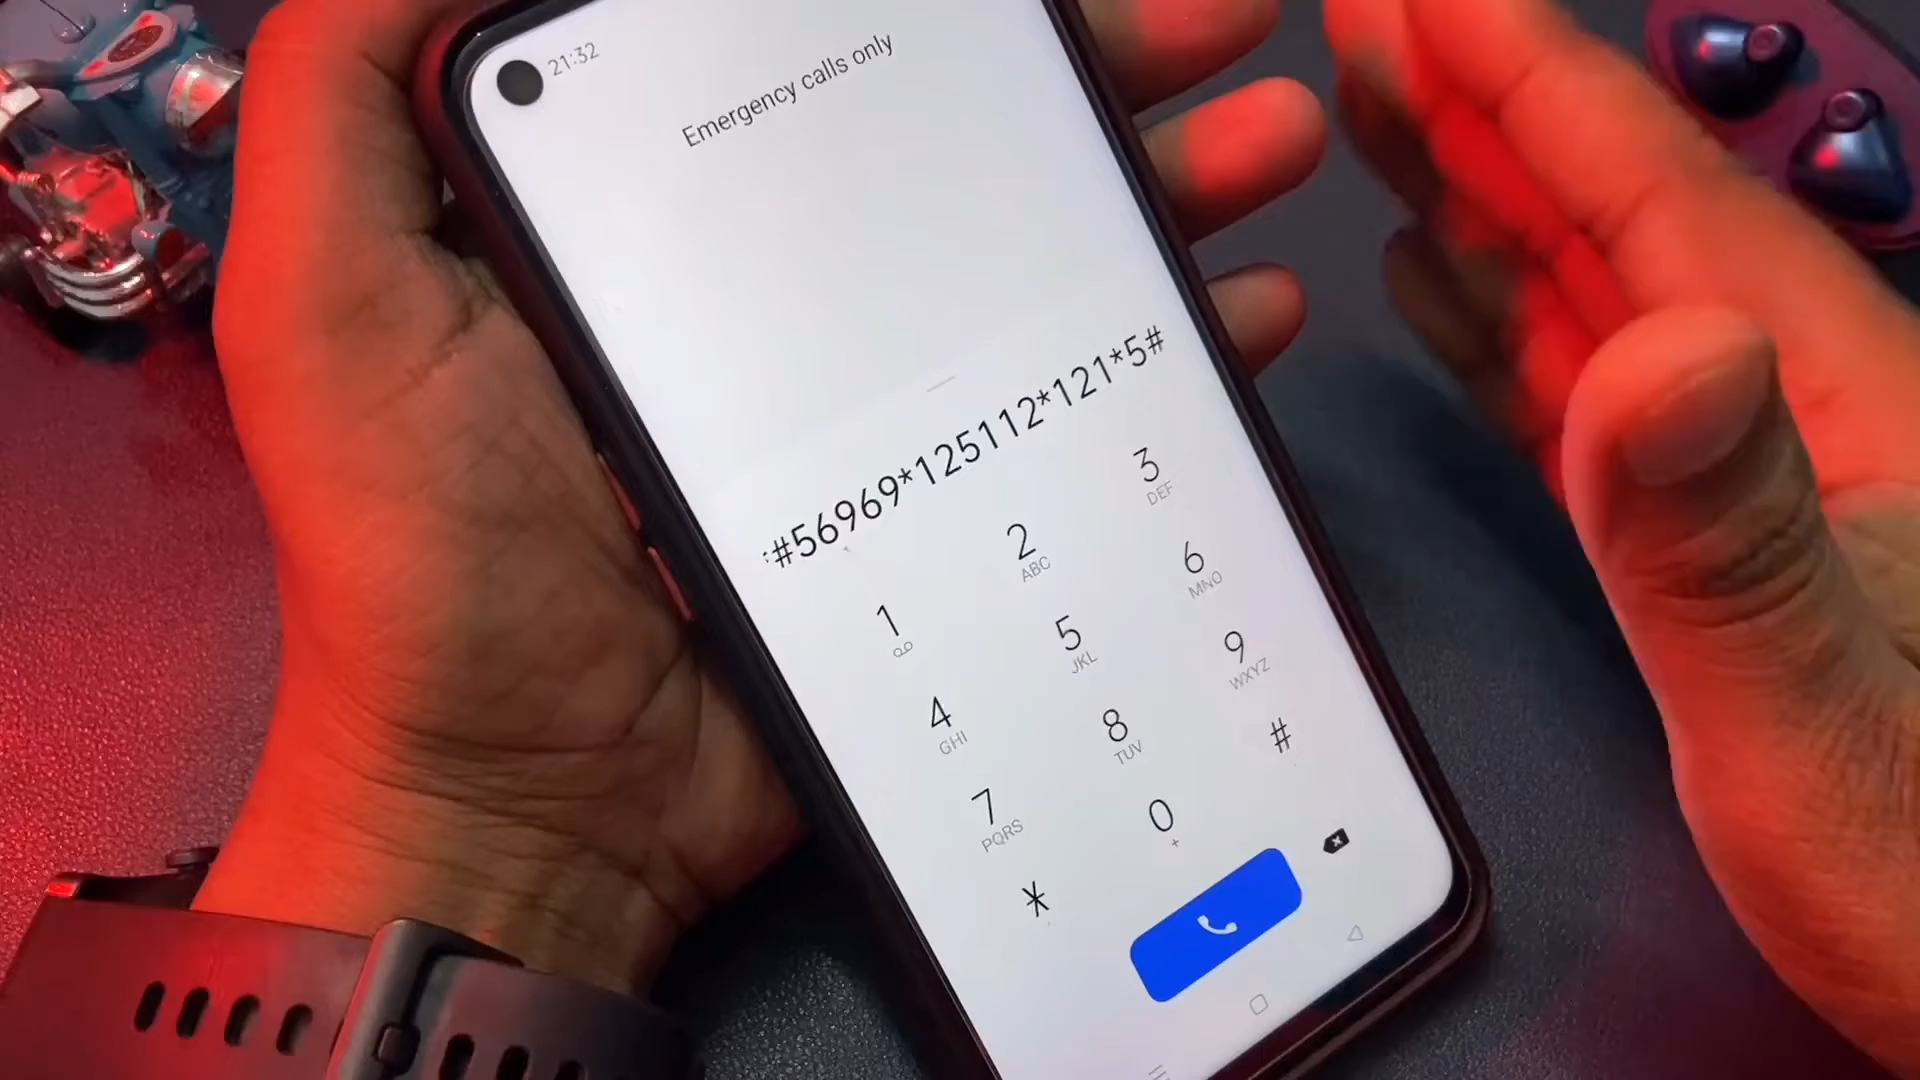 21:32
Emergency calls only
:#56969*125112*121*5#
1
2 ABC
3 DEF
4 GHI
5 JKL
6 MNO
7 PQRS
8 TUV
9 WXYZ
*
0 +
#